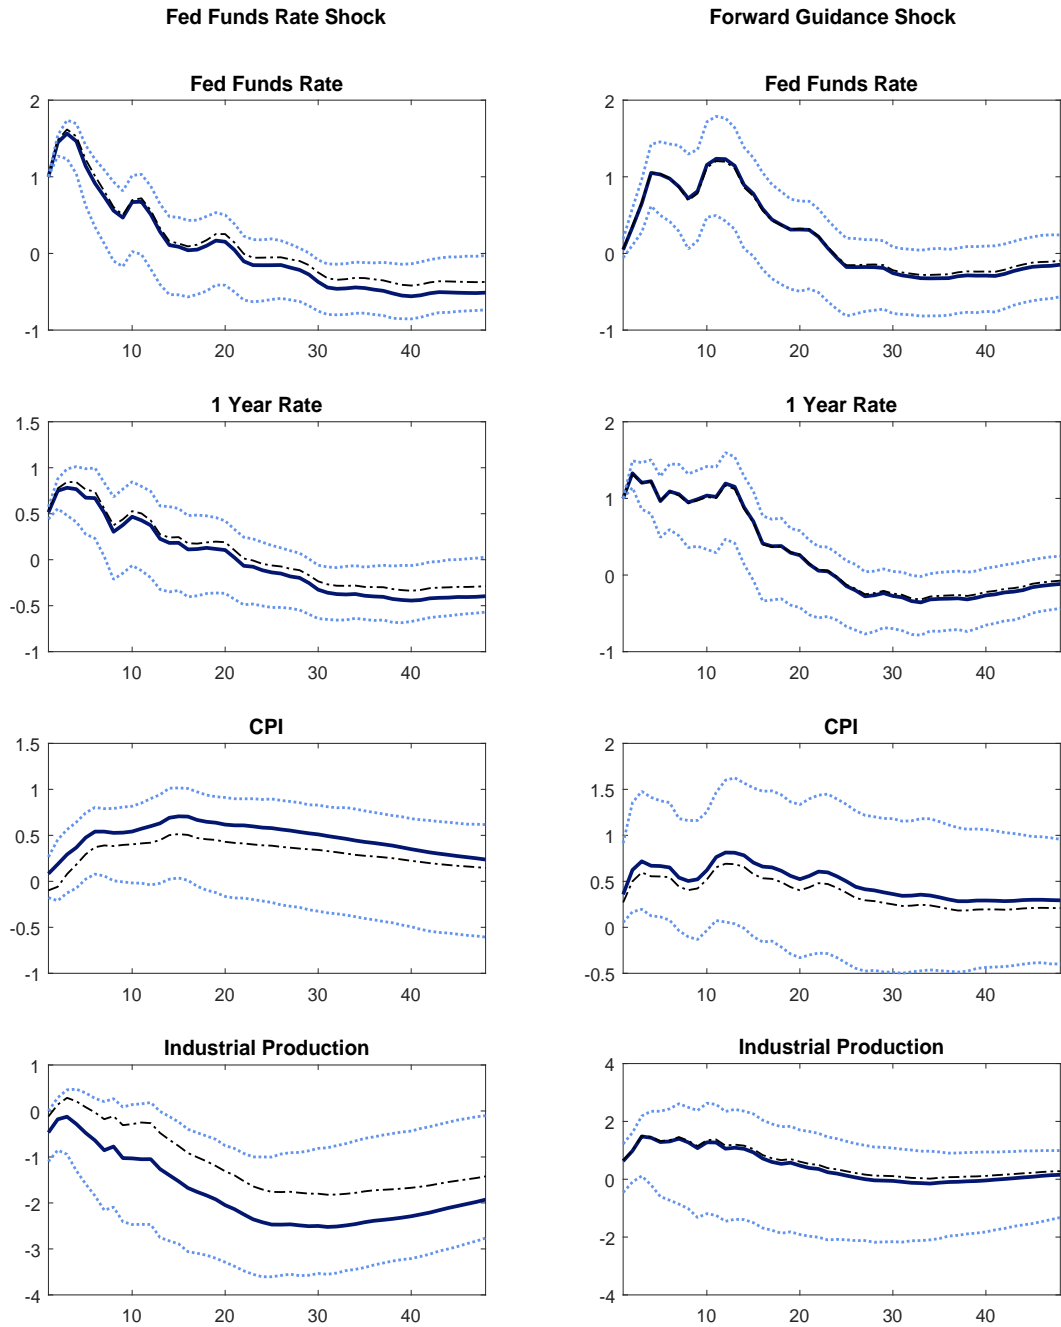 Fed Funds Rate Shock
Forward Guidance Shock
Fed Funds Rate
2
1
0
-1
10 20 30 40
Fed Funds Rate
2
1
0
-1
10 20 30 40
1 Year Rate
1.5
1
0.5
0
-0.5
-1
10 20 30 40
1 Year Rate
2
1
0
-1
10 20 30 40
CPI
1.5
1
0.5
0
-0.5
-1
10 20 30 40
CPI
2
1.5
1
0.5
0
-0.5
10 20 30 40
Industrial Production
1
0
-1
-2
-3
-4
10 20 30 40
Industrial Production
4
2
0
-2
-4
10 20 30 40